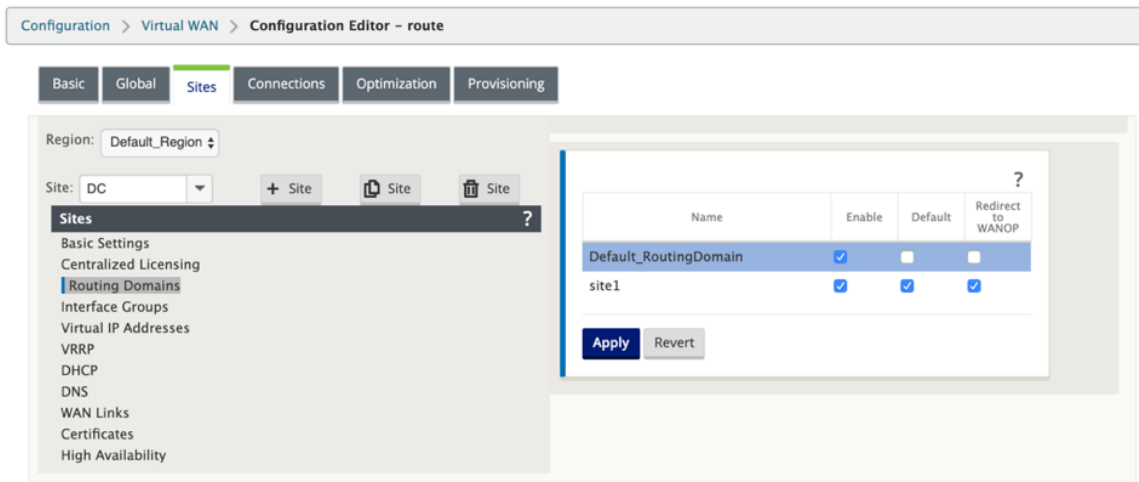 Configuration > Virtual WAN > Configuration Editor – route
Basic Global Sites Connections Optimization Provisioning
Region: Default_Region
Site: DC + Site Site Site
Sites ?
Basic Settings
Centralized Licensing
Routing Domains
Interface Groups
Virtual IP Addresses
VRRP
DHCP
DNS
WAN Links
Certificates
High Availability
?
Name Enable Default Redirect to WANOP
Default_RoutingDomain
site1
Apply Revert